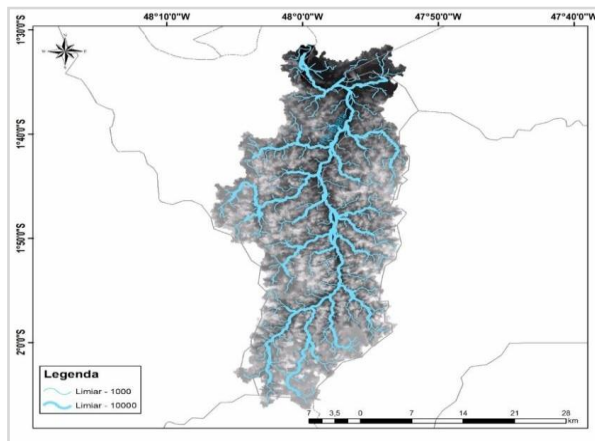 48°10'0"W 48°0'0"W 47°50'0"W 47°40'0"W
1°30'0"S
1°40'0"S
1°50'0"S
2°0'0"S
Legenda
Limiar - 1000
Limiar - 10000
7 3,5 0 7 14 21 28
km